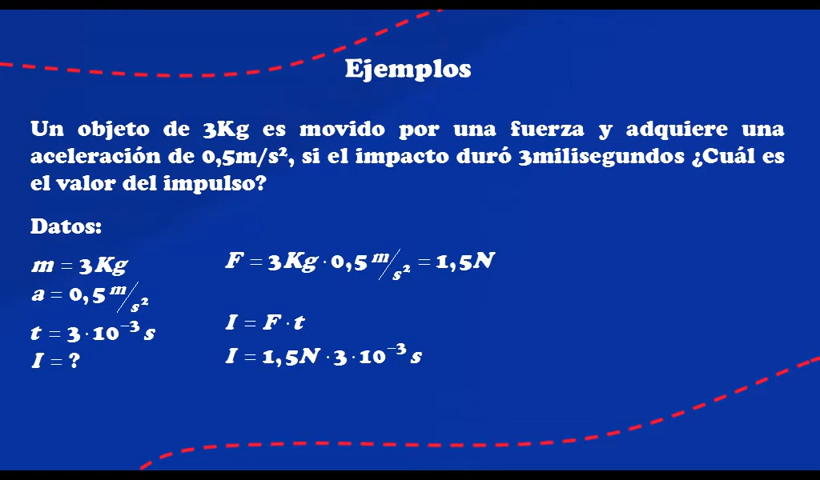 Ejemplos
Un objeto de 3Kg es movido por una fuerza y adquiere una
aceleración de 0,5m/s², si el impacto duró 3milisegundos ¿Cuál es
el valor del impulso?
Datos:
m = 3Kg
a = 0,5 m/s²
t = 3 · 10⁻³ s
I = ?
F = 3Kg · 0,5 m/s² = 1,5N
I = F · t
I = 1,5N · 3 · 10⁻³ s